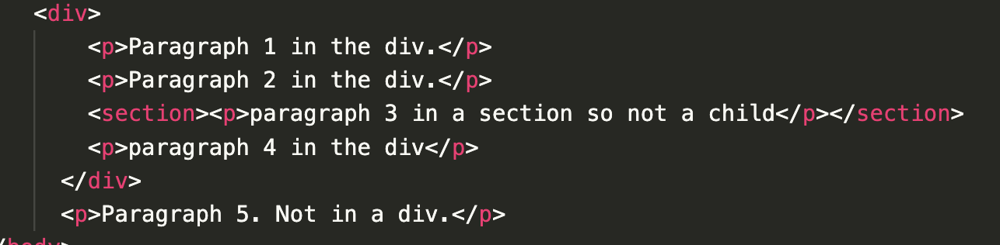 <div>
<p>Paragraph 1 in the div.</p>
<p>Paragraph 2 in the div.</p>
<section><p>paragraph 3 in a section so not a child</p></section>
<p>paragraph 4 in the div</p>
</div>
<p>Paragraph 5. Not in a div.</p>